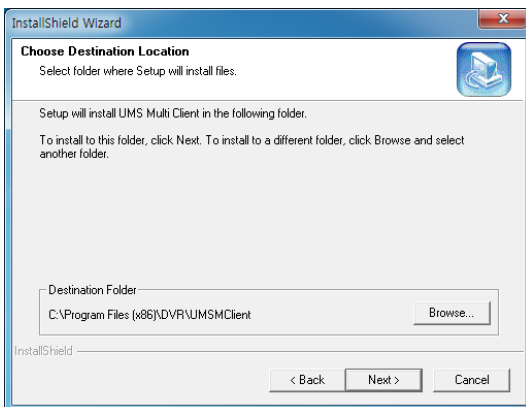 InstallShield Wizard
Choose Destination Location
Select folder where Setup will install files.
Setup will install UMS Multi Client in the following folder.
To install to this folder, click Next. To install to a different folder, click Browse and select
another folder.
Destination Folder
C:\Program Files (x86)\DVR\UMSMClient
Browse...
InstallShield
< Back
Next >
Cancel